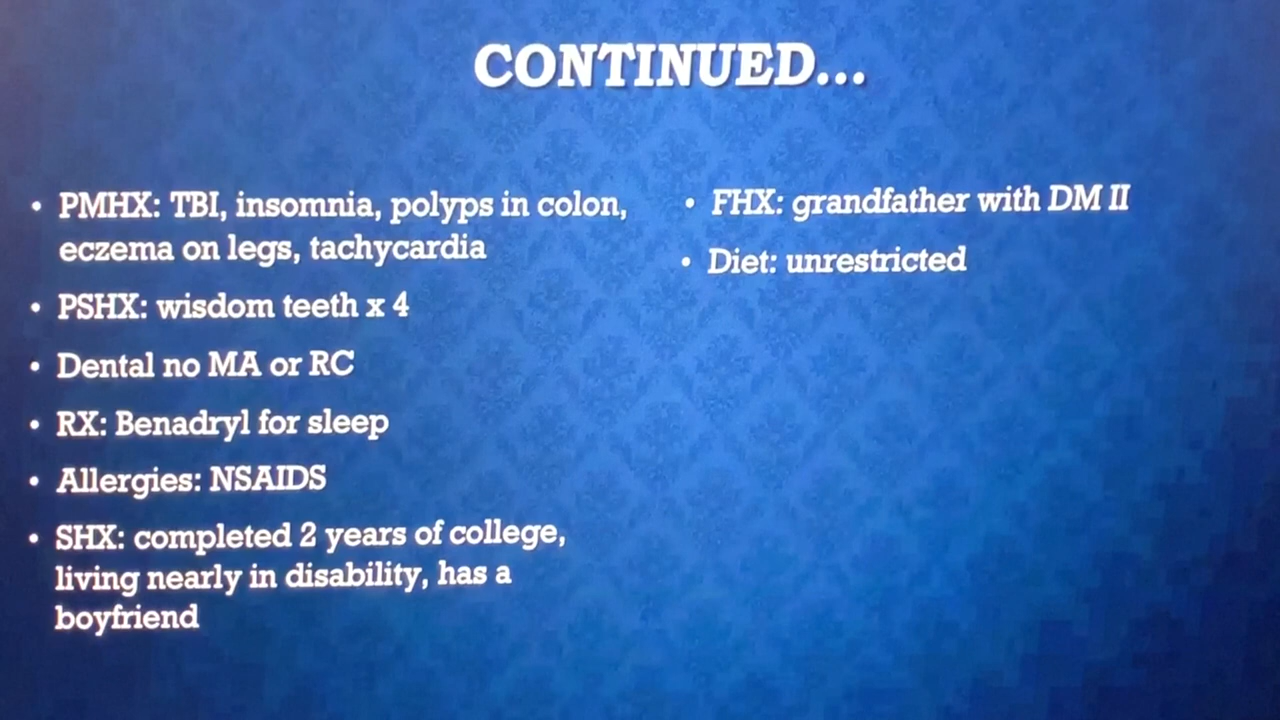 CONTINUED...
• PMHX: TBI, insomnia, polyps in colon,
eczema on legs, tachycardia
• PSHX: wisdom teeth x 4
• Dental no MA or RC
• RX: Benadryl for sleep
• Allergies: NSAIDS
• SHX: completed 2 years of college,
living nearly in disability, has a
boyfriend
• FHX: grandfather with DM II
• Diet: unrestricted